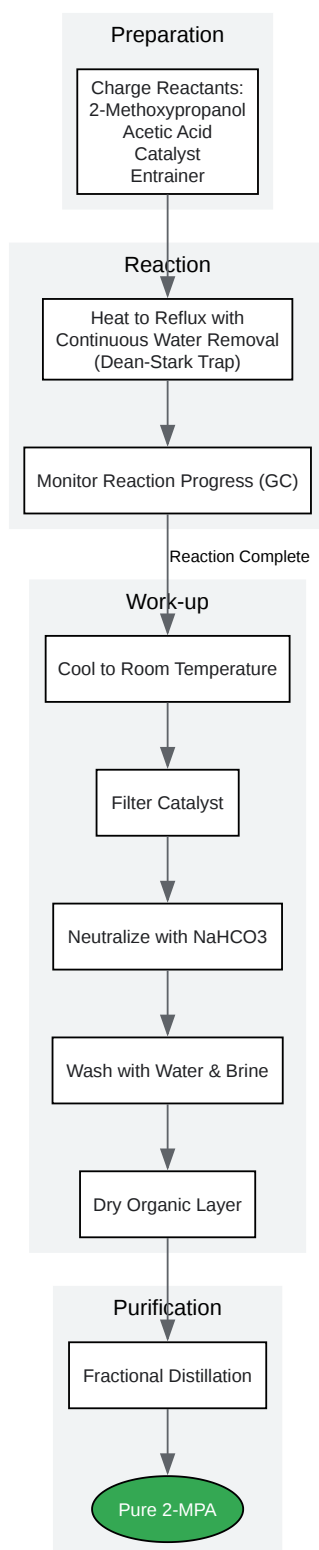 Preparation
Charge Reactants:
2-Methoxypropanol
Acetic Acid
Catalyst
Entrainer
Reaction
Heat to Reflux with
Continuous Water Removal
(Dean-Stark Trap)
Monitor Reaction Progress (GC)
Reaction Complete
Work-up
Cool to Room Temperature
Filter Catalyst
Neutralize with NaHCO3
Wash with Water & Brine
Dry Organic Layer
Purification
Fractional Distillation
Pure 2-MPA